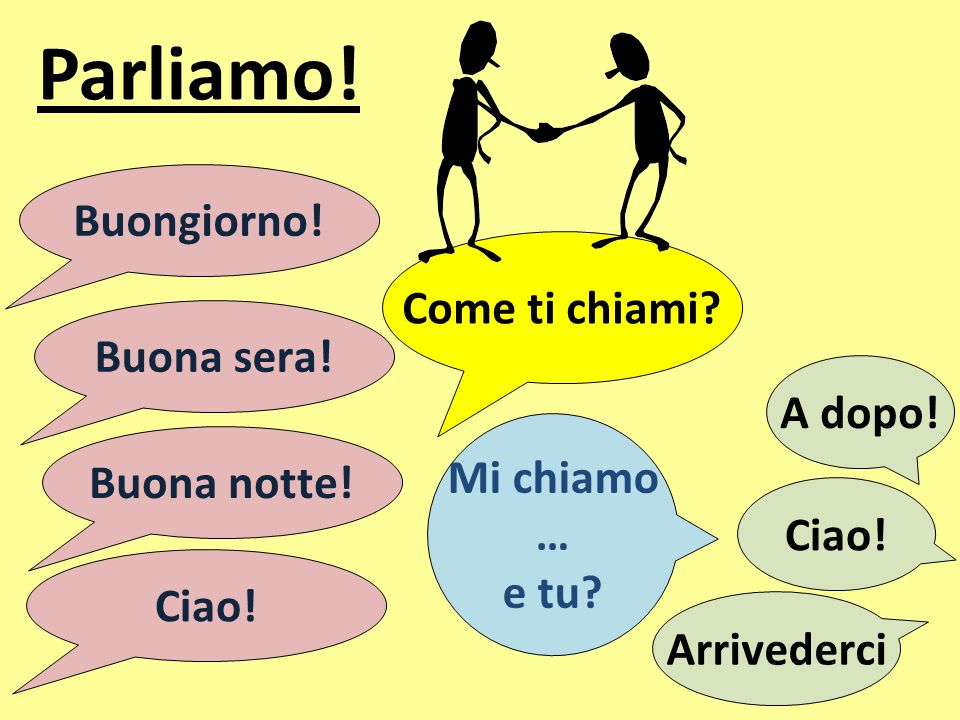 Parliamo!
Buongiorno!
Buona sera!
Buona notte!
Ciao!
Come ti chiami?
Mi chiamo
…
e tu?
A dopo!
Ciao!
Arrivederci